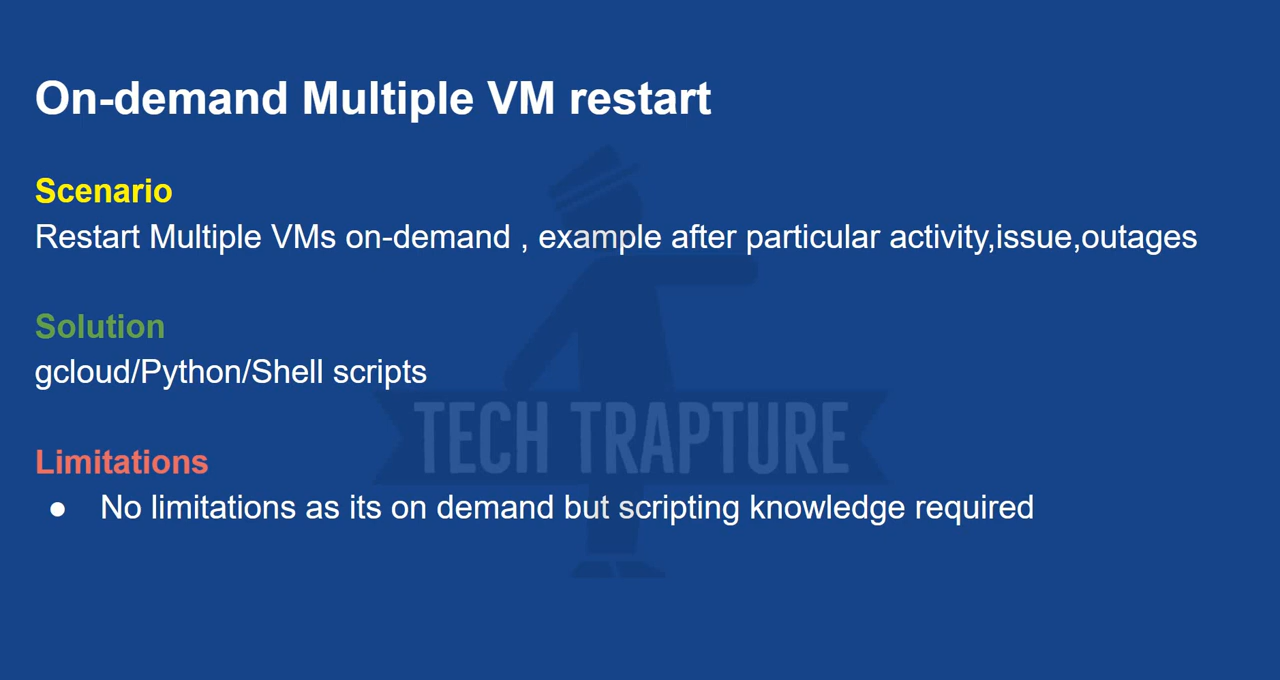 On-demand Multiple VM restart
Scenario
Restart Multiple VMs on-demand , example after particular activity,issue,outages
Solution
gcloud/Python/Shell scripts
TECH TRAPTURE
Limitations
● No limitations as its on demand but scripting knowledge required